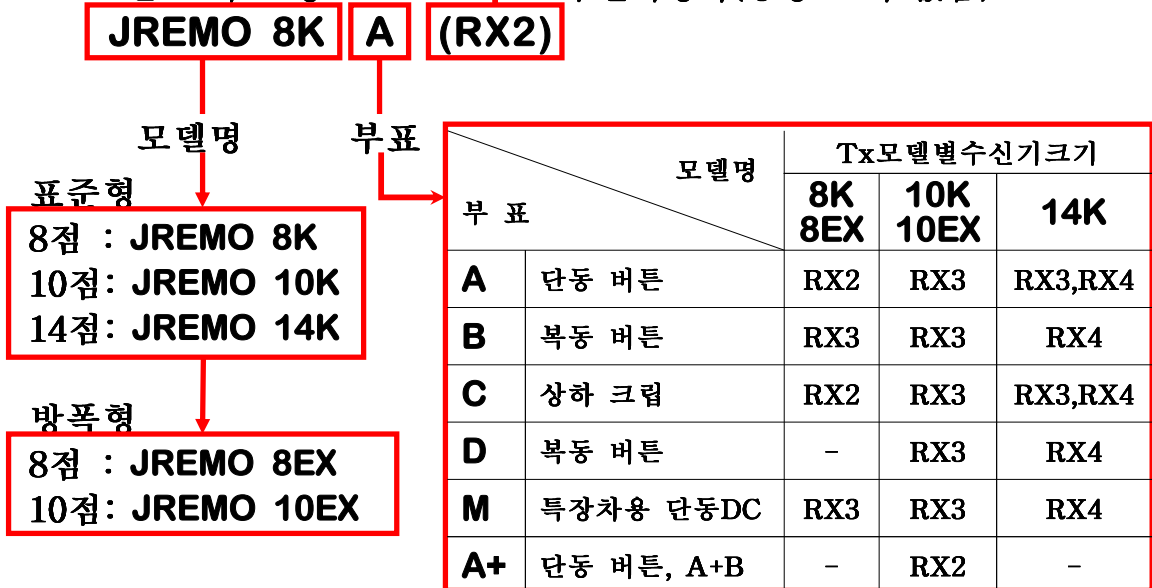 JREMO 8K A (RX2)
모델명 부표
표준형
8점 : JREMO 8K
10점: JREMO 10K
14점: JREMO 14K
방폭형
8점 : JREMO 8EX
10점: JREMO 10EX
모델명 Tx모델별수신기크기
부 표 8K 8EX 10K 10EX 14K
A 단동 버튼 RX2 RX3 RX3,RX4
B 복동 버튼 RX3 RX3 RX4
C 상하 크립 RX2 RX3 RX3,RX4
D 복동 버튼 - RX3 RX4
M 특장차용 단동DC RX3 RX3 RX4
A+ 단동 버튼, A+B - RX2 -